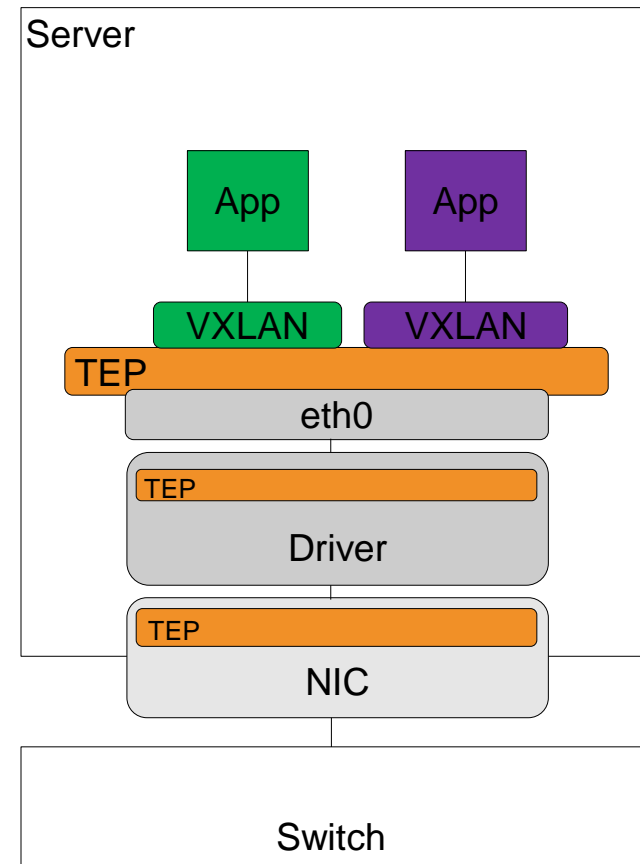 Server
App
App
VXLAN
VXLAN
TEP
eth0
TEP
Driver
TEP
NIC
Switch